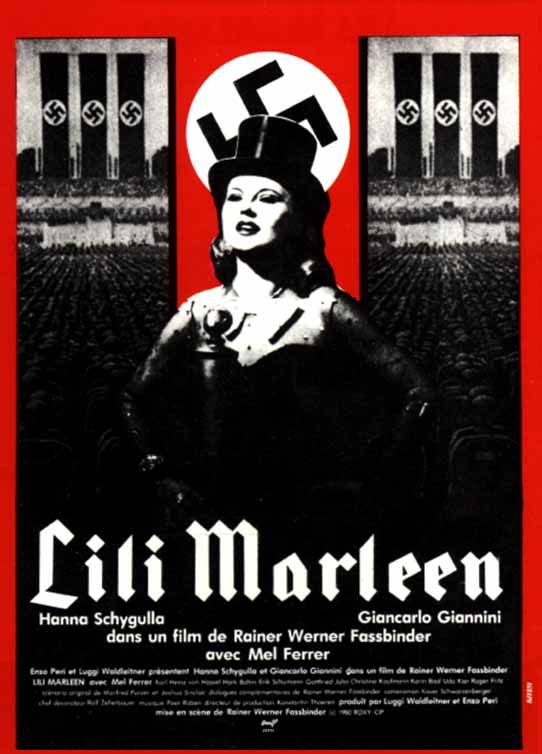 Lili Marleen
Hanna Schygulla Giancarlo Giannini
dans un film de Rainer Werner Fassbinder
avec Mel Ferrer
Enzo Peri et Luggi Waldleitner présentent Hanna Schygulla et Giancarlo Giannini dans un film de Rainer Werner Fassbinder
LILI MARLEEN avec Mel Ferrer Karl Heinz von Hassel Mark Bohm Erik Schumann Gottfried John Christine Kaufmann Karin Baal Udo Kier Roger Fritz
scénario original de Manfred Purzer et Joshua Sinclair dialogues complémentaires de Rainer Werner Fassbinder cameraman Xaver Schwarzenberger
chef décorateur Rolf Zehetbauer musique Peer Raben directeur de production Konstantin Thoeren produit par Luggi Waldleitner et Enzo Peri
mise en scène de Rainer Werner Fassbinder (c) 1980 ROXY-CIP